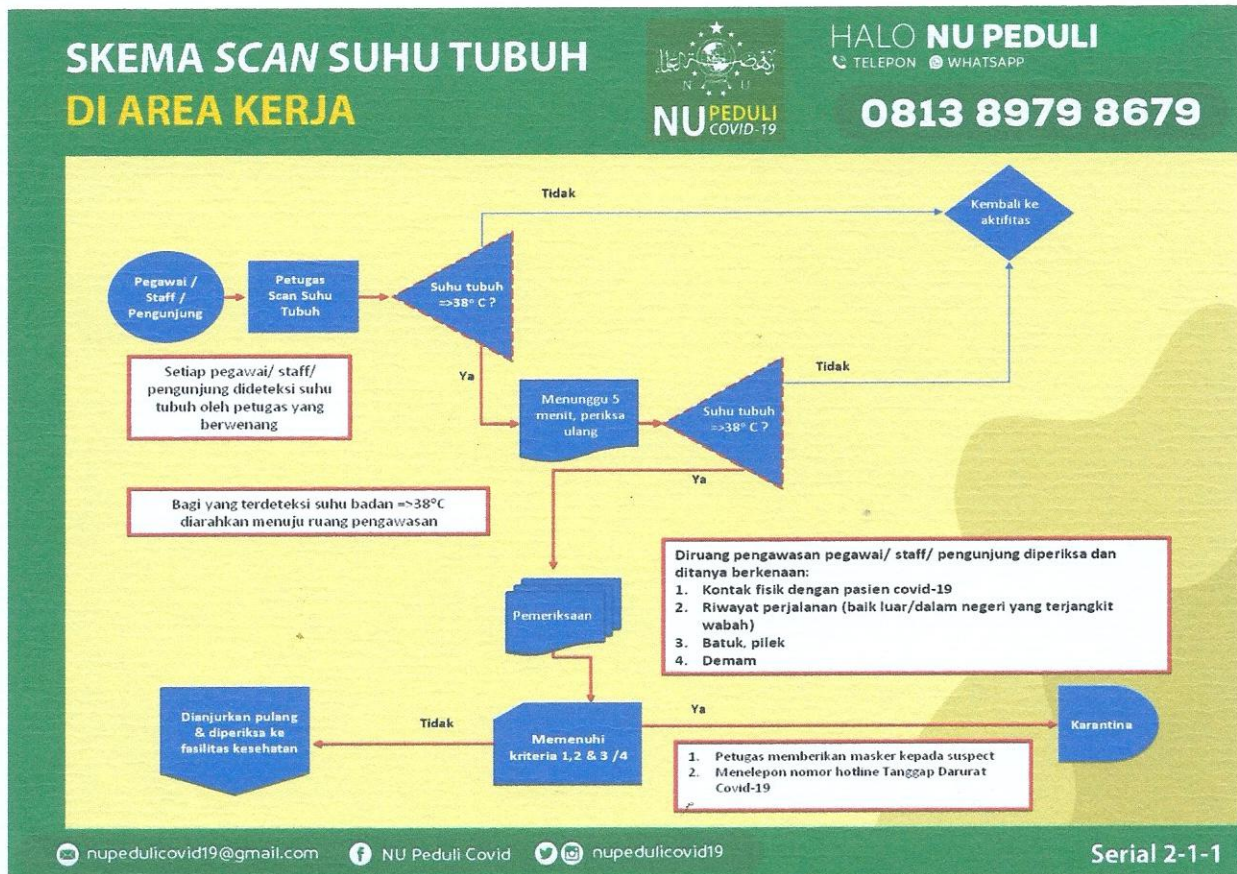 SKEMA SCAN SUHU TUBUH
DI AREA KERJA
N U
NU PEDULI
COVID-19
HALO NU PEDULI
TELEPON WHATSAPP
0813 8979 8679
Tidak
Kembali ke
aktifitas
Pegawai /
Staff /
Pengunjung
Petugas
Scan Suhu
Tubuh
Suhu tubuh
=>38° C ?
Setiap pegawai/ staff/
pengunjung dideteksi suhu
tubuh oleh petugas yang
berwenang
Ya
Menunggu 5
menit, periksa
ulang
Suhu tubuh
=>38° C ?
Tidak
Ya
Bagi yang terdeteksi suhu badan =>38°C
diarahkan menuju ruang pengawasan
Diruang pengawasan pegawai/ staff/ pengunjung diperiksa dan
ditanya berkenaan:
1. Kontak fisik dengan pasien covid-19
2. Riwayat perjalanan (baik luar/dalam negeri yang terjangkit
wabah)
3. Batuk, pilek
4. Demam
Pemeriksaan
Dianjurkan pulang
& diperiksa ke
fasilitas kesehatan
Tidak
Memenuhi
kriteria 1,2 & 3 /4
Ya
Karantina
1. Petugas memberikan masker kepada suspect
2. Menelepon nomor hotline Tanggap Darurat
Covid-19
nupedulicovid19@gmail.com NU Peduli Covid nupedulicovid19
Serial 2-1-1